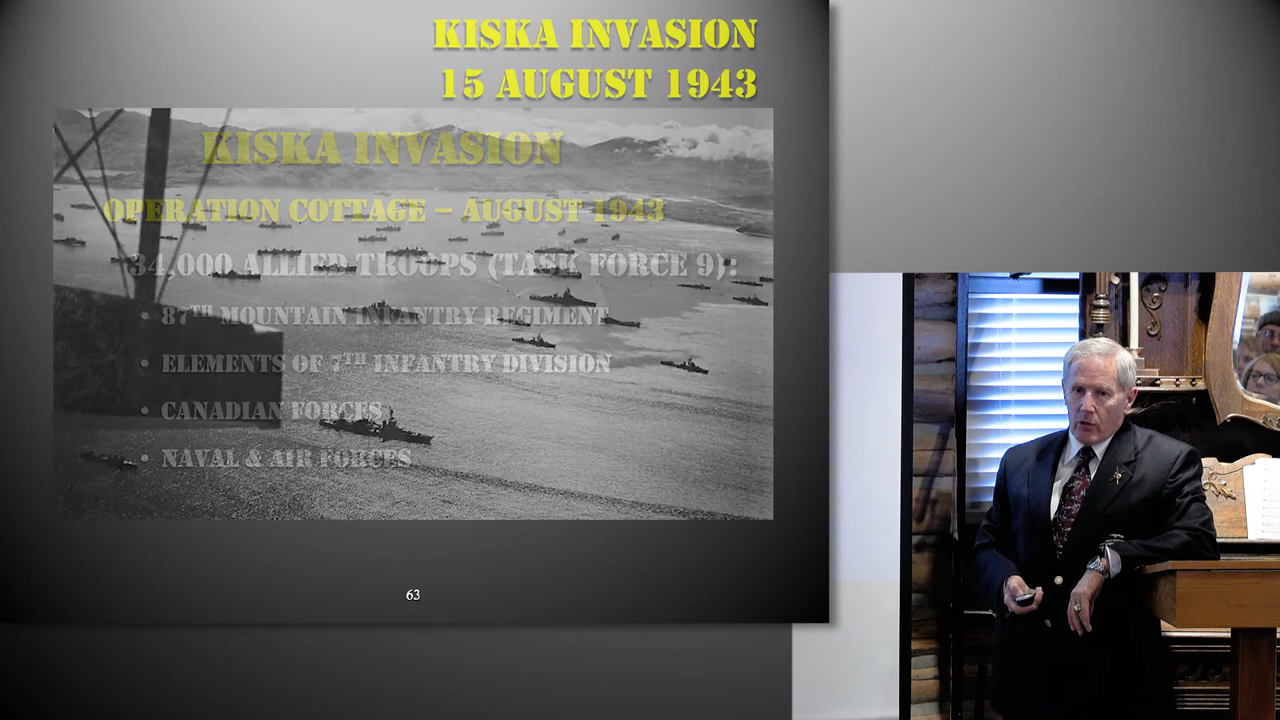 KISKA INVASION
15 AUGUST 1943
KISKA INVASION
OPERATION COTTAGE – AUGUST 1943
34,000 ALLIED TROOPS (TASK FORCE 9):
• 87TH MOUNTAIN INFANTRY REGIMENT
• ELEMENTS OF 7TH INFANTRY DIVISION
• CANADIAN FORCES
• NAVAL & AIR FORCES
63